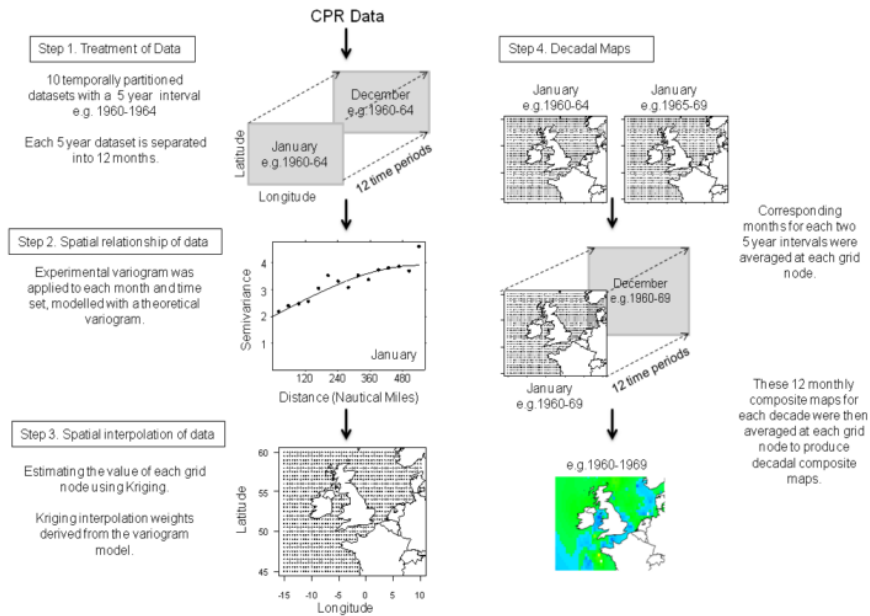 CPR Data
Step 1. Treatment of Data
10 temporally partitioned
datasets with a 5 year interval
e.g. 1960-1964
Each 5 year dataset is separated
into 12 months.
December
e.g.1960-64
January
e.g.1960-64
Latitude
Longitude
12 time periods
Step 2. Spatial relationship of data
Experimental variogram was
applied to each month and time
set, modelled with a theoretical
variogram.
Semivariance
4
3
2
1
January
120 240 360 480
Distance (Nautical Miles)
Step 3. Spatial interpolation of data
Estimating the value of each grid
node using Kriging.
Kriging interpolation weights
derived from the variogram
model.
Latitude
60
55
50
45
-15 -10 -5 0 5 10
Longitude
Step 4. Decadal Maps
January
e.g.1960-64
January
e.g.1965-69
Corresponding
months for each two
5 year intervals were
averaged at each grid
node.
December
e.g.1960-69
January
e.g.1960-69
12 time periods
These 12 monthly
composite maps for
each decade were then
averaged at each grid
node to produce
decadal composite
maps.
e.g.1960-1969